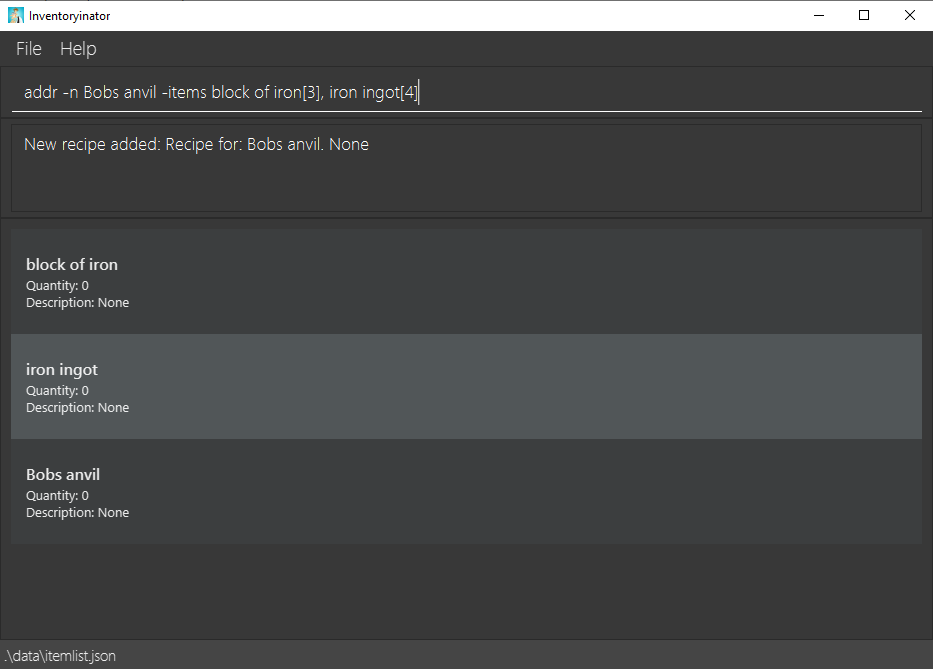 Inventoryinator
File Help
addr -n Bobs anvil -items block of iron[3], iron ingot[4]
New recipe added: Recipe for: Bobs anvil. None
block of iron
Quantity: 0
Description: None
iron ingot
Quantity: 0
Description: None
Bobs anvil
Quantity: 0
Description: None
.\data\itemlist.json